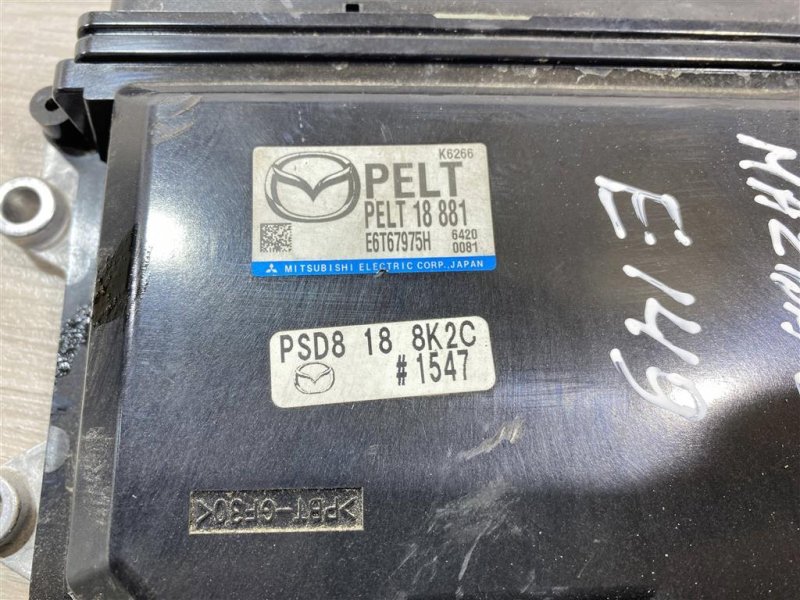 K6266
PELT
PELT 18 881
E6T67975H 6420
0081
MITSUBISHI ELECTRIC CORP., JAPAN
PSD8 18 8K2C
#1547
>PBT-GF30<
E149